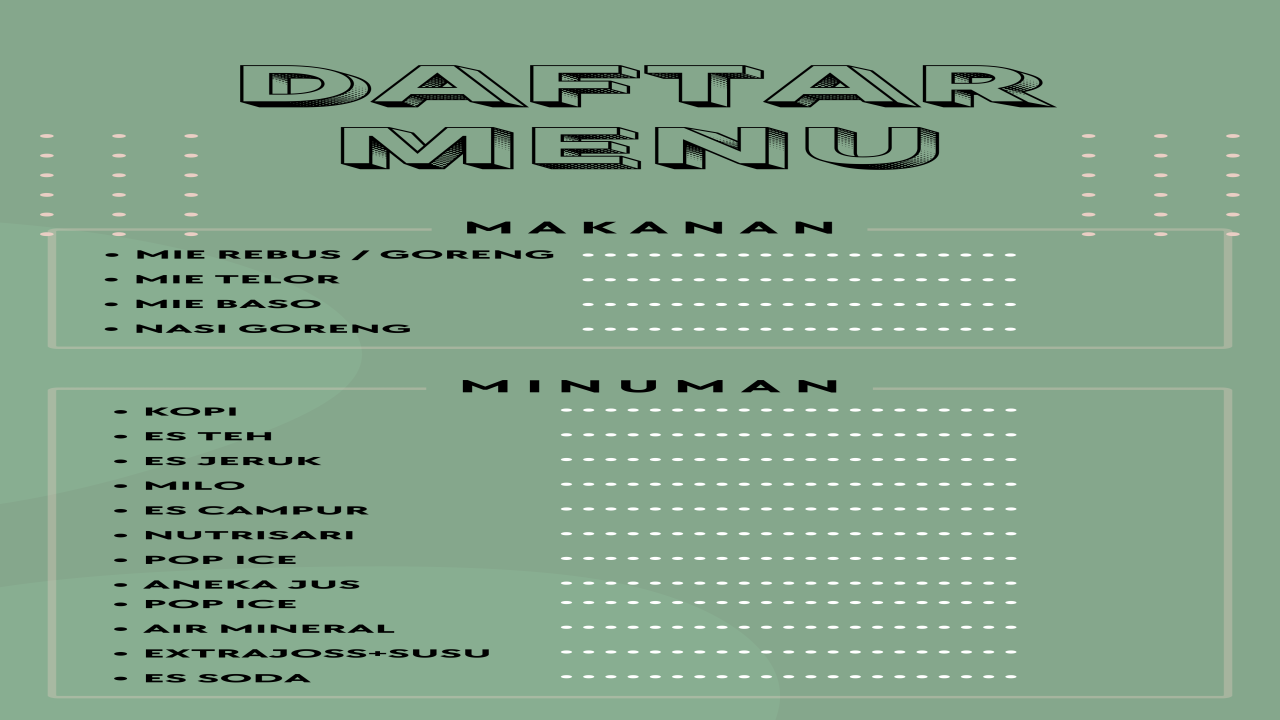 DAFTAR
MENU
MAKANAN
• MIE REBUS / GORENG
• MIE TELOR
• MIE BASO
• NASI GORENG
MINUMAN
• KOPI
• ES TEH
• ES JERUK
• MILO
• ES CAMPUR
• NUTRISARI
• POP ICE
• ANEKA JUS
• POP ICE
• AIR MINERAL
• EXTRAJOSS+SUSU
• ES SODA